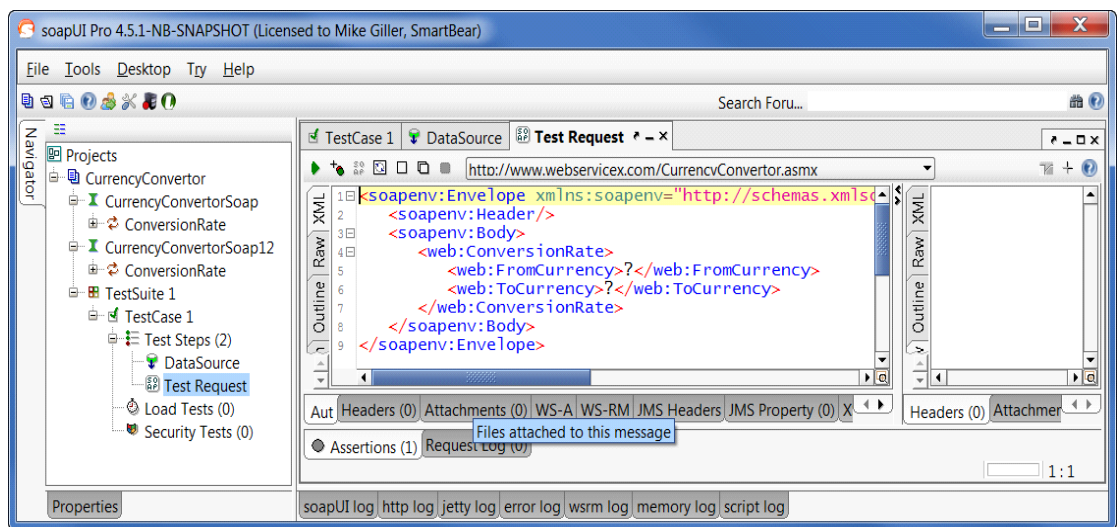 soapUI Pro 4.5.1-NB-SNAPSHOT (Licensed to Mike Giller, SmartBear)
File Tools Desktop Try Help
Search Foru...
Navigator
Projects
CurrencyConvertor
CurrencyConvertorSoap
ConversionRate
CurrencyConvertorSoap12
ConversionRate
TestSuite 1
TestCase 1
Test Steps (2)
DataSource
Test Request
Load Tests (0)
Security Tests (0)
Properties
TestCase 1 DataSource Test Request
http://www.webservicex.com/CurrencyConvertor.asmx
XML
Raw
Outline
1 <soapenv:Envelope xmlns:soapenv="http://schemas.xmlso
2 <soapenv:Header/>
3 <soapenv:Body>
4 <web:ConversionRate>
5 <web:FromCurrency>?</web:FromCurrency>
6 <web:ToCurrency>?</web:ToCurrency>
7 </web:ConversionRate>
8 </soapenv:Body>
9 </soapenv:Envelope>
XML
Raw
Outline
Aut Headers (0) Attachments (0) WS-A WS-RM JMS Headers JMS Property (0) X
Headers (0) Attachmer
Files attached to this message
Assertions (1) Request Log (0)
1:1
soapUI log http log jetty log error log wsrm log memory log script log